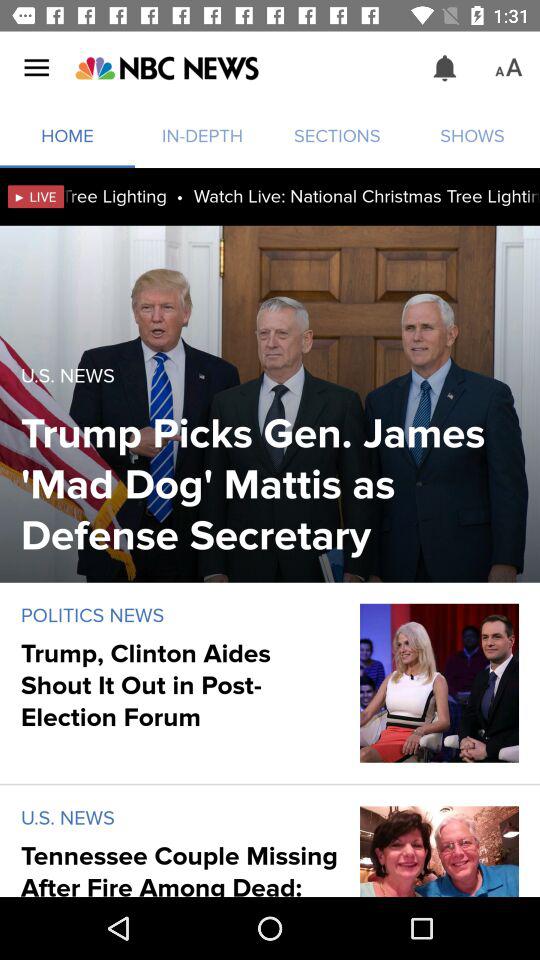 1:31
NBC NEWS
AA
HOME IN-DEPTH SECTIONS SHOWS
LIVE Tree Lighting • Watch Live: National Christmas Tree Lightin
U.S. NEWS
Trump Picks Gen. James
'Mad Dog' Mattis as
Defense Secretary
POLITICS NEWS
Trump, Clinton Aides
Shout It Out in Post-
Election Forum
U.S. NEWS
Tennessee Couple Missing
After Fire Among Dead: